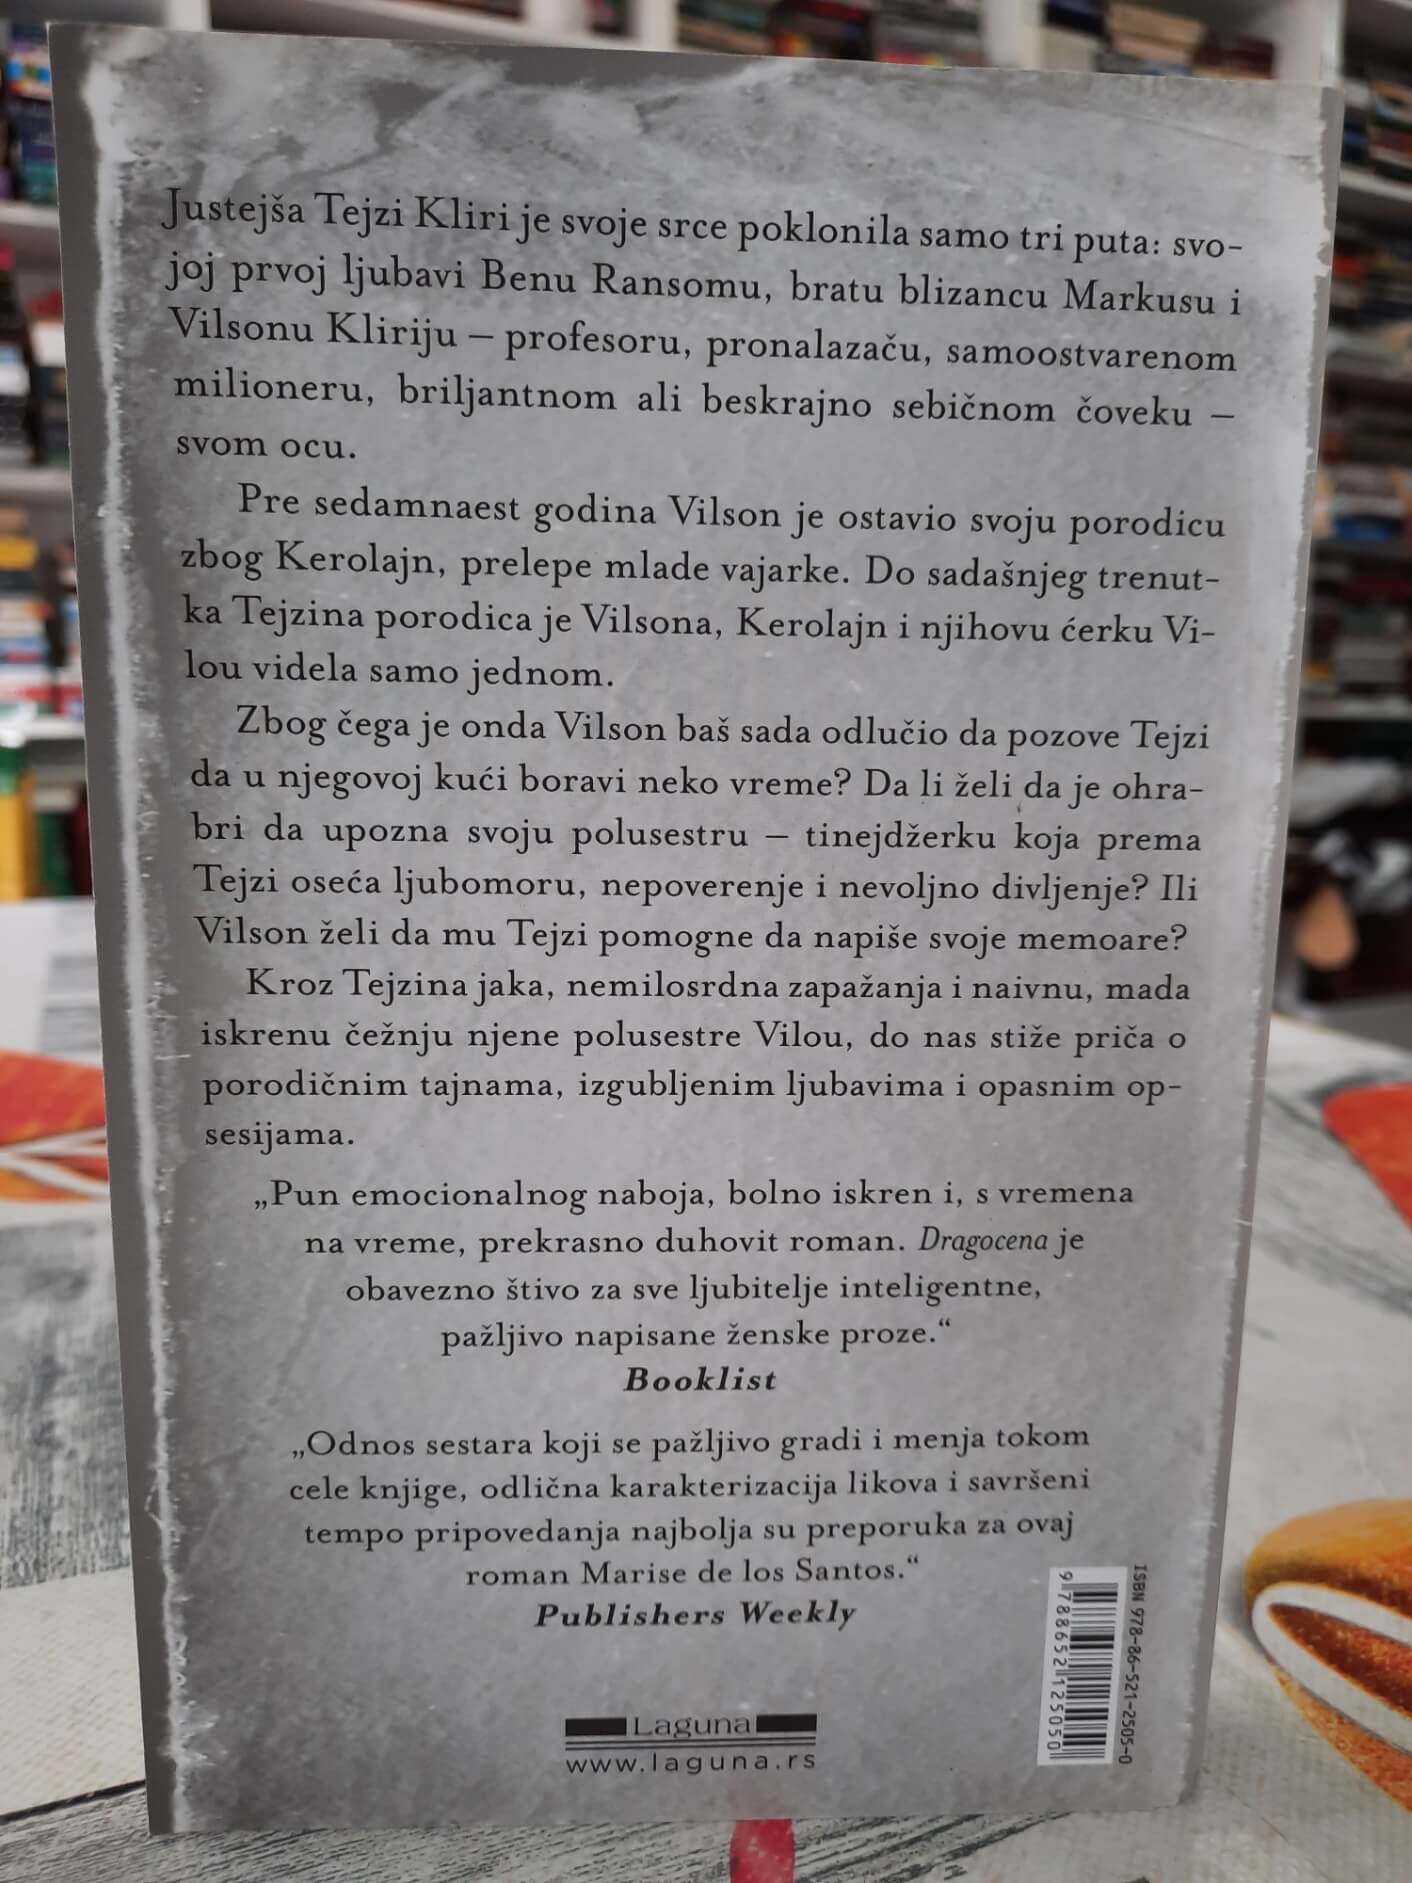 Justejša Tejzi Kliri je svoje srce poklonila samo tri puta: svo-
joj prvoj ljubavi Benu Ransomu, bratu blizancu Markusu i
Vilsonu Kliriju – profesoru, pronalazaču, samoostvarenom
milioneru, briljantnom ali beskrajno sebičnom čoveku –
svom ocu.
Pre sedamnaest godina Vilson je ostavio svoju porodicu
zbog Kerolajn, prelepe mlade vajarke. Do sadašnjeg trenut-
ka Tejzina porodica je Vilsona, Kerolajn i njihovu ćerku Vi-
lou videla samo jednom.
Zbog čega je onda Vilson baš sada odlučio da pozove Tejzi
da u njegovoj kući boravi neko vreme? Da li želi da je ohra-
bri da upozna svoju polusestru – tinejdžerku koja prema
Tejzi oseća ljubomoru, nepoverenje i nevoljno divljenje? Ili
Vilson želi da mu Tejzi pomogne da napiše svoje memoare?
Kroz Tejzina jaka, nemilosrdna zapažanja i naivnu, mada
iskrenu čežnju njene polusestre Vilou, do nas stiže priča o
porodičnim tajnama, izgubljenim ljubavima i opasnim op-
sesijama.
„Pun emocionalnog naboja, bolno iskren i, s vremena
na vreme, prekrasno duhovit roman. Dragocena je
obavezno štivo za sve ljubitelje inteligentne,
pažljivo napisane ženske proze.“
Booklist
„Odnos sestara koji se pažljivo gradi i menja tokom
cele knjige, odlična karakterizacija likova i savršeni
tempo pripovedanja najbolja su preporuka za ovaj
roman Marise de los Santos.“
Publishers Weekly
ISBN 978-86-521-2505-0
9 788652 125050
Laguna
www.laguna.rs